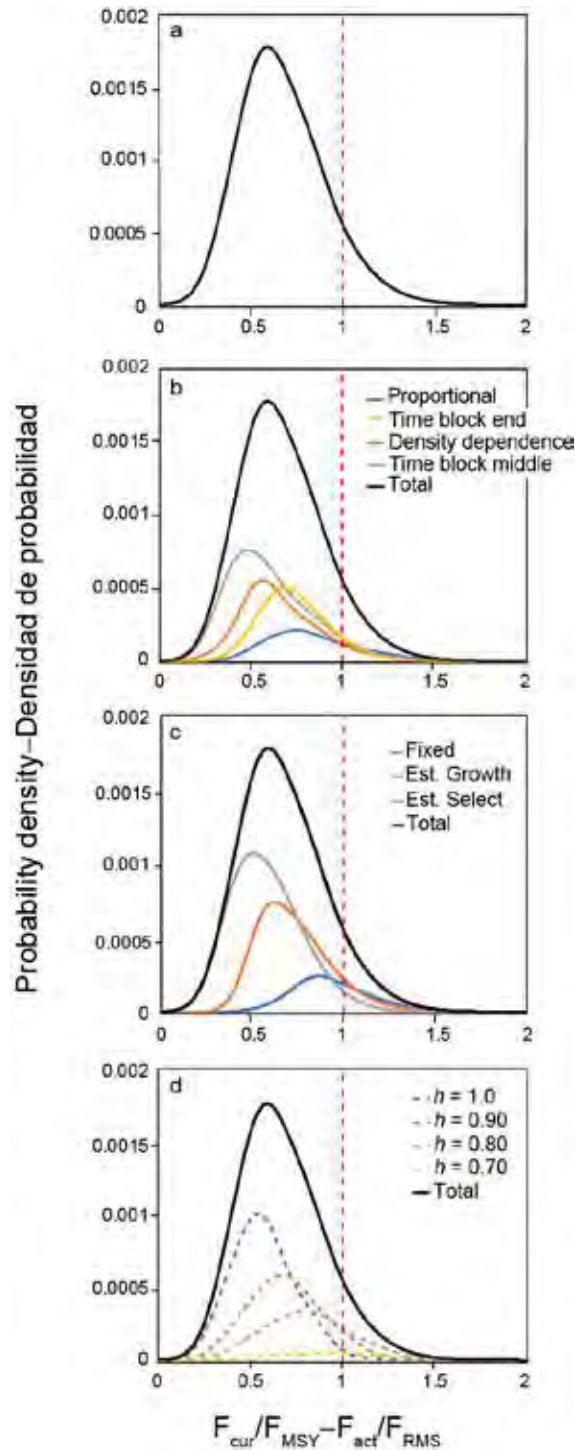 Probability density–Densidad de probabilidad
a
0.002
0.0015
0.001
0.0005
0
0 0.5 1 1.5 2
b
0.002
0.0015
0.001
0.0005
0
Proportional
Time block end
Density dependence
Time block middle
Total
0 0.5 1 1.5 2
c
0.002
0.0015
0.001
0.0005
0
Fixed
Est. Growth
Est. Select
Total
0 0.5 1 1.5 2
d
0.002
0.0015
0.001
0.0005
0
h = 1.0
h = 0.90
h = 0.80
h = 0.70
Total
0 0.5 1 1.5 2
Fcur/FMSY–Fact/FRMS